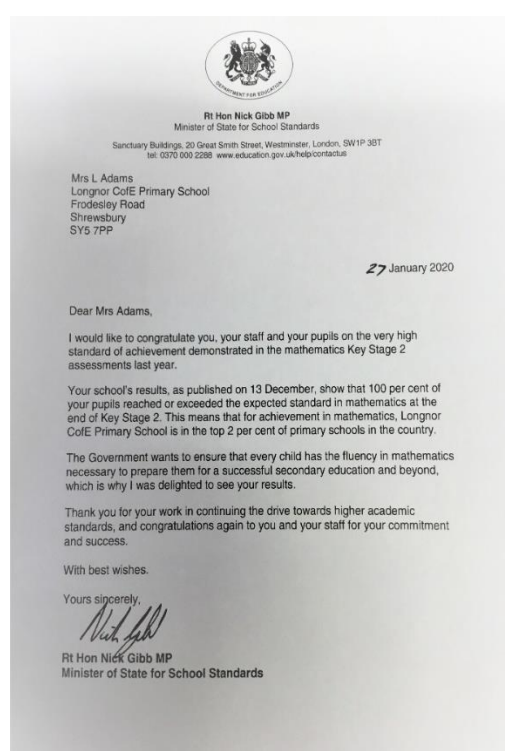 DEPARTMENT FOR EDUCATION
Rt Hon Nick Gibb MP
Minister of State for School Standards
Sanctuary Buildings, 20 Great Smith Street, Westminster, London, SW1P 3BT
tel: 0370 000 2288 www.education.gov.uk/help/contactus
Mrs L Adams
Longnor CofE Primary School
Frodesley Road
Shrewsbury
SY5 7PP
27 January 2020
Dear Mrs Adams,
I would like to congratulate you, your staff and your pupils on the very high
standard of achievement demonstrated in the mathematics Key Stage 2
assessments last year.
Your school's results, as published on 13 December, show that 100 per cent of
your pupils reached or exceeded the expected standard in mathematics at the
end of Key Stage 2. This means that for achievement in mathematics, Longnor
CofE Primary School is in the top 2 per cent of primary schools in the country.
The Government wants to ensure that every child has the fluency in mathematics
necessary to prepare them for a successful secondary education and beyond,
which is why I was delighted to see your results.
Thank you for your work in continuing the drive towards higher academic
standards, and congratulations again to you and your staff for your commitment
and success.
With best wishes.
Yours sincerely,
Nick Gibb
Rt Hon Nick Gibb MP
Minister of State for School Standards